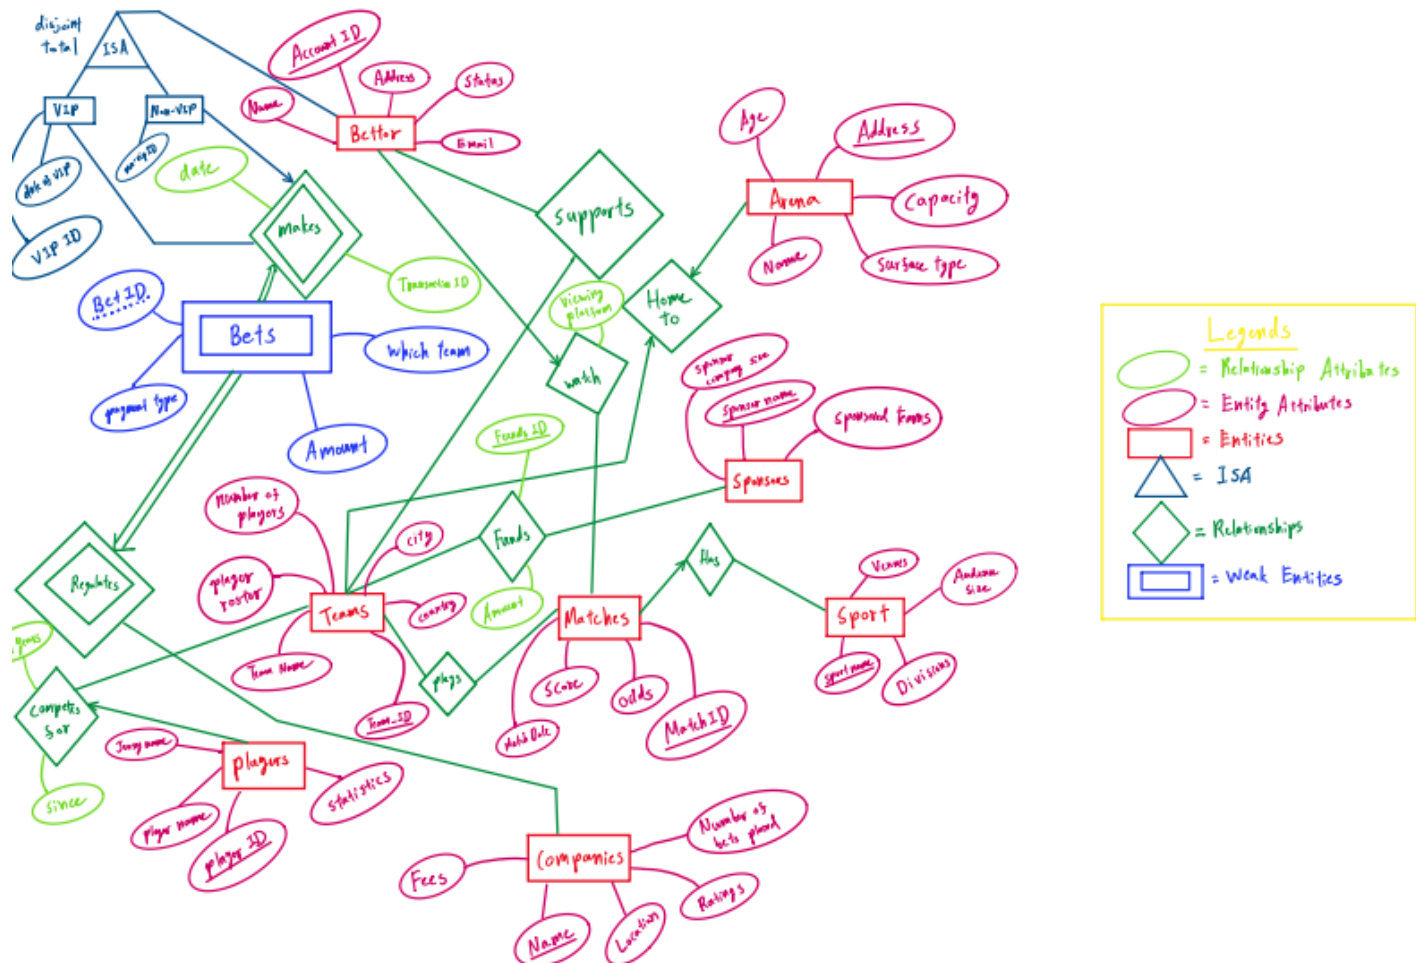 disjoint
total
ISA
VIP
Non-VIP
date of VIP
VIP ID
Account ID
Address
Status
Name
Bettor
Email
date
makes
Transaction ID
Supports
Age
Address
Arena
Capacity
Name
Surface type
Bet ID
Bets
which team
payment type
Amount
Viewing
platform
watch
Home
to
Sponsor
company size
Sponsor name
sponsored teams
Sponsors
Legends
= Relationship Attributes
= Entity Attributes
= Entities
= ISA
= Relationships
= Weak Entities
Funds ID
Funds
Amount
number of
players
city
player
roster
Teams
country
Team Name
Team_ID
Regulates
Competes
for
since
plays
Matches
Score
odds
Match Date
Match ID
Has
Venues
Audience
size
Sport
sport name
Divisions
Jersey name
players
statistics
player name
player ID
Companies
Number of
bets placed
Fees
Ratings
Name
Location